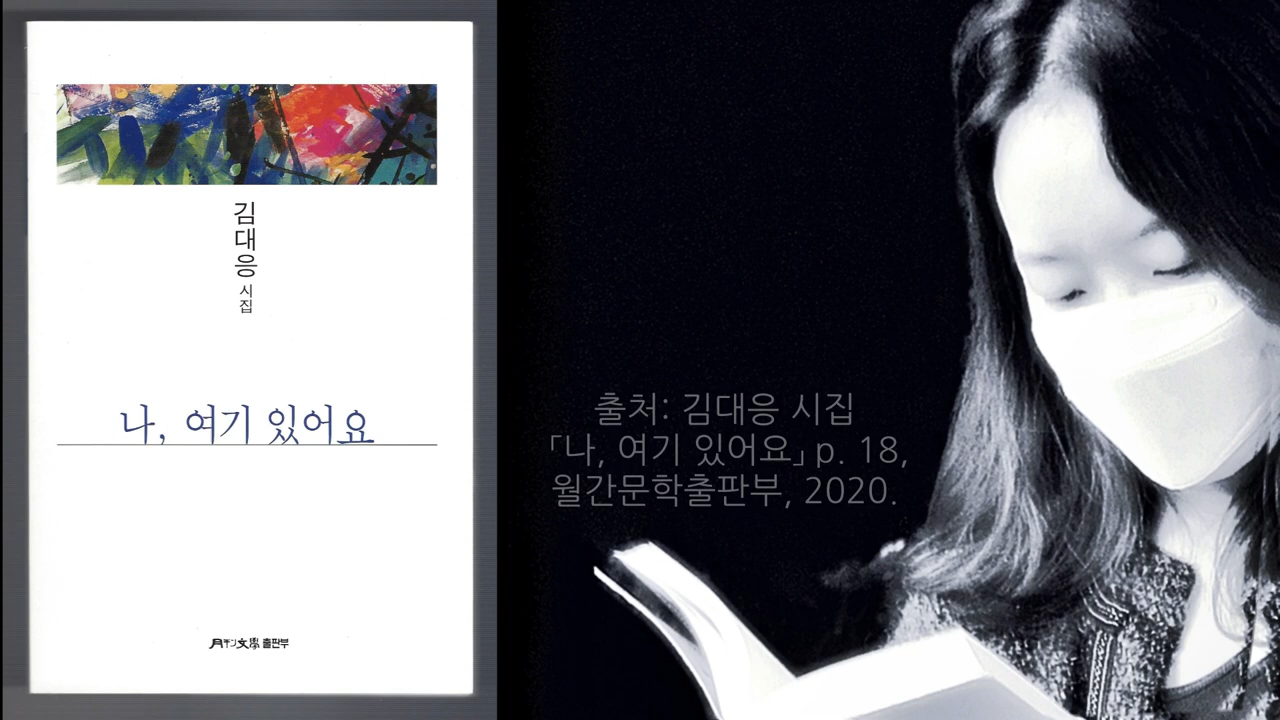 김대응
시집
나, 여기 있어요
月刊文學 출판부
출처: 김대응 시집
「나, 여기 있어요」 p. 18,
월간문학출판부, 2020.